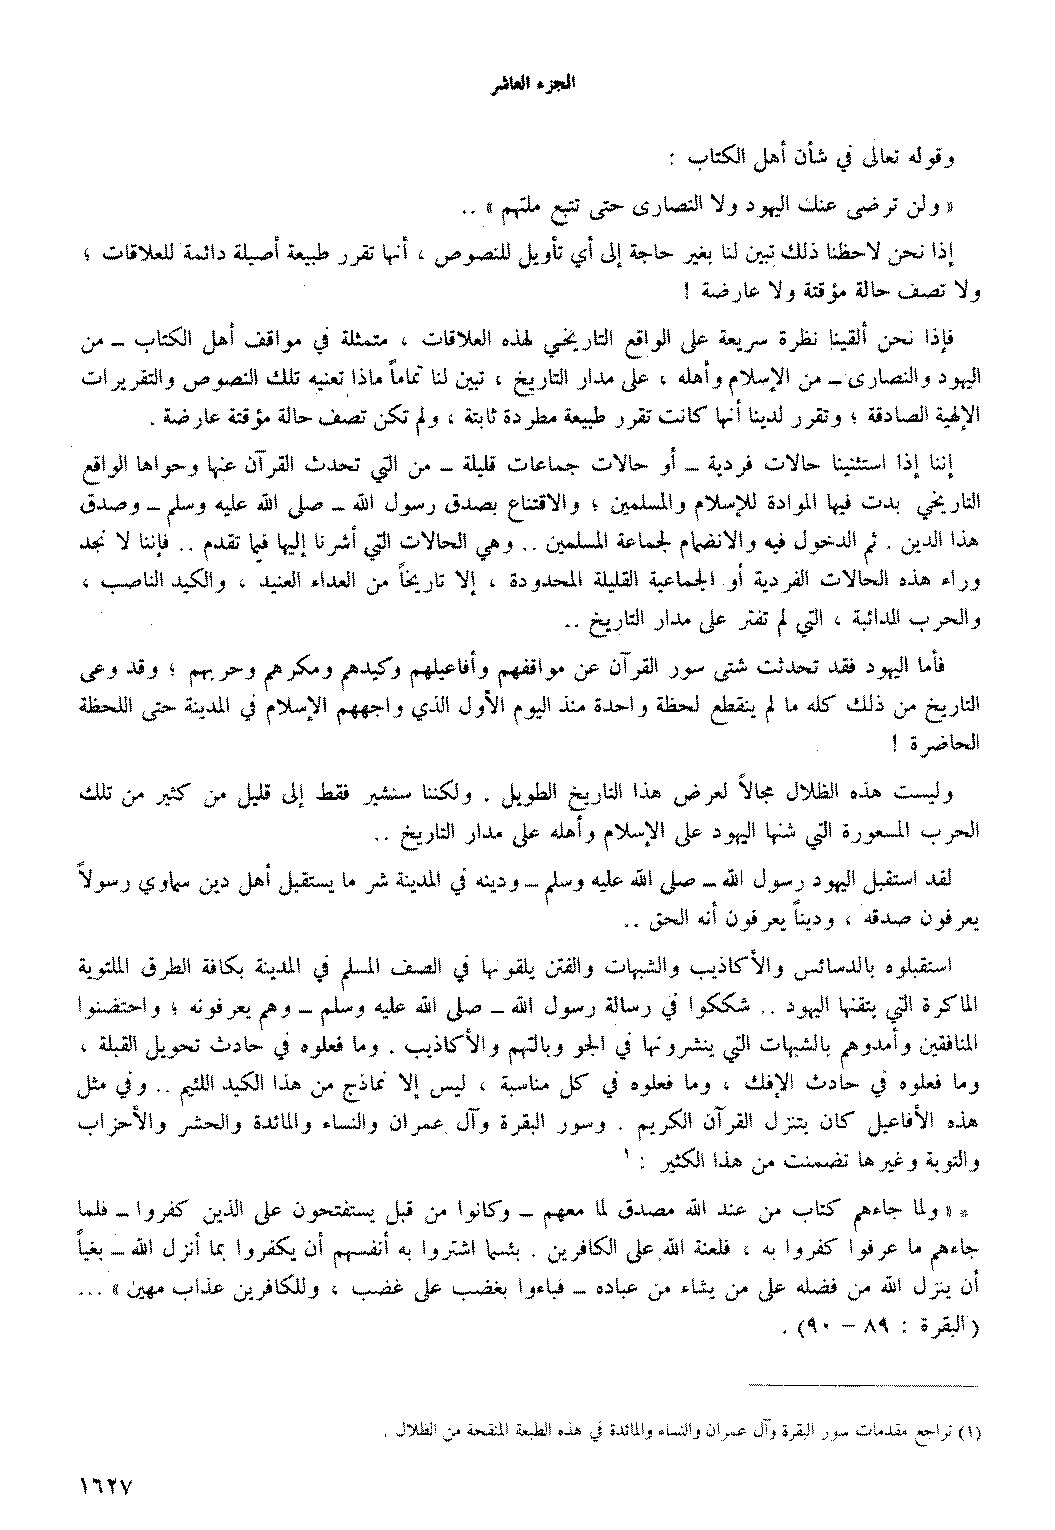 الجزء العاشر
وقوله تعالى في شأن أهل الكتاب :
« ولن ترضى عنك اليهود ولا النصارى حتى تتبع ملتهم » ..
إذا نحن لاحظنا ذلك تبين لنا بغير حاجة إلى أي تأويل للنصوص ، أنها تقرر طبيعة أصيلة دائمة للعلاقات ؛
ولا تصف حالة مؤقتة ولا عارضة !
فإذا نحن ألقينا نظرة سريعة على الواقع التاريخي لهذه العلاقات ، متمثلة في مواقف أهل الكتاب – من
اليهود والنصارى – من الإسلام وأهله ، على مدار التاريخ ، تبين لنا تماماً ماذا تعنيه تلك النصوص والتقريرات
الإلهية الصادقة ؛ وتقرر لدينا أنها كانت تقرر طبيعة مطردة ثابتة ، ولم تكن تصف حالة مؤقتة عارضة .
إننا إذا استثنينا حالات فردية – أو حالات جماعات قليلة – من التي تحدث القرآن عنها وحواها الواقع
التاريخي بدت فيها الموادة للإسلام والمسلمين ؛ والاقتناع بصدق رسول الله – صلى الله عليه وسلم – وصدق
هذا الدين . ثم الدخول فيه والانضمام لجماعة المسلمين .. وهي الحالات التي أشرنا إليها فيما تقدم .. فإننا لا نجد
وراء هذه الحالات الفردية أو الجماعية القليلة المحدودة ، إلا تاريخاً من العداء العنيد ، والكيد الناصب ،
والحرب الدائبة ، التي لم تفتر على مدار التاريخ ..
فأما اليهود فقد تحدثت شتى سور القرآن عن مواقفهم وأفاعيلهم وكيدهم ومكرهم وحربهم ؛ وقد وعى
التاريخ من ذلك كله ما لم ينقطع لحظة واحدة منذ اليوم الأول الذي واجههم الإسلام في المدينة حتى اللحظة
الحاضرة !
وليست هذه الظلال مجالاً لعرض هذا التاريخ الطويل . ولكننا سنشير فقط إلى قليل من كثير من تلك
الحرب المسعورة التي شنها اليهود على الإسلام وأهله على مدار التاريخ ..
لقد استقبل اليهود رسول الله – صلى الله عليه وسلم – ودينه في المدينة شر ما يستقبل أهل دين سماوي رسولاً
يعرفون صدقه ، وديناً يعرفون أنه الحق ..
استقبلوه بالدسائس والأكاذيب والشبهات والفتن يلقونها في الصف المسلم في المدينة بكافة الطرق الملتوية
الماكرة التي يتقنها اليهود .. شككوا في رسالة رسول الله – صلى الله عليه وسلم – وهم يعرفونه ؛ واحتضنوا
المنافقين وأمدوهم بالشبهات التي ينشرونها في الجو وبالتهم والأكاذيب . وما فعلوه في حادث تحويل القبلة ،
وما فعلوه في حادث الإفك ، وما فعلوه في كل مناسبة ، ليس إلا نماذج من هذا الكيد اللئيم .. وفي مثل
هذه الأفاعيل كان يتنزل القرآن الكريم . وسور البقرة وآل عمران والنساء والمائدة والحشر والأحزاب
والتوبة وغيرها تضمنت من هذا الكثير : ١
* « ولما جاءهم كتاب من عند الله مصدق لما معهم – وكانوا من قبل يستفتحون على الذين كفروا – فلما
جاءهم ما عرفوا كفروا به ، فلعنة الله على الكافرين . بئسما اشتروا به أنفسهم أن يكفروا بما أنزل الله – بغياً
أن ينزل الله من فضله على من يشاء من عباده – فباءوا بغضب على غضب ، وللكافرين عذاب مهين » ...
( البقرة : ٨٩ – ٩٠ ) .
(١) تراجع مقدمات سور البقرة وآل عمران والنساء والمائدة في هذه الطبعة المنقحة من الظلال .
١٦٢٧